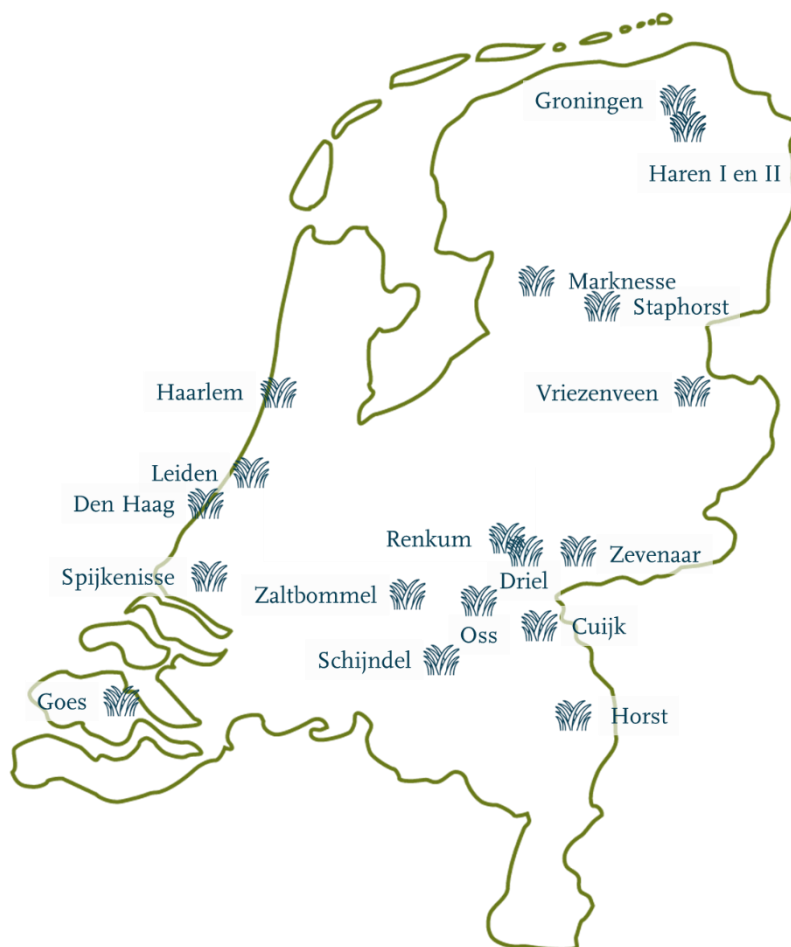 Groningen
Haren I en II
Marknesse
Staphorst
Haarlem
Vriezenveen
Leiden
Den Haag
Renkum
Zevenaar
Spijkenisse
Driel
Zaltbommel
Cuijk
Oss
Schijndel
Goes
Horst